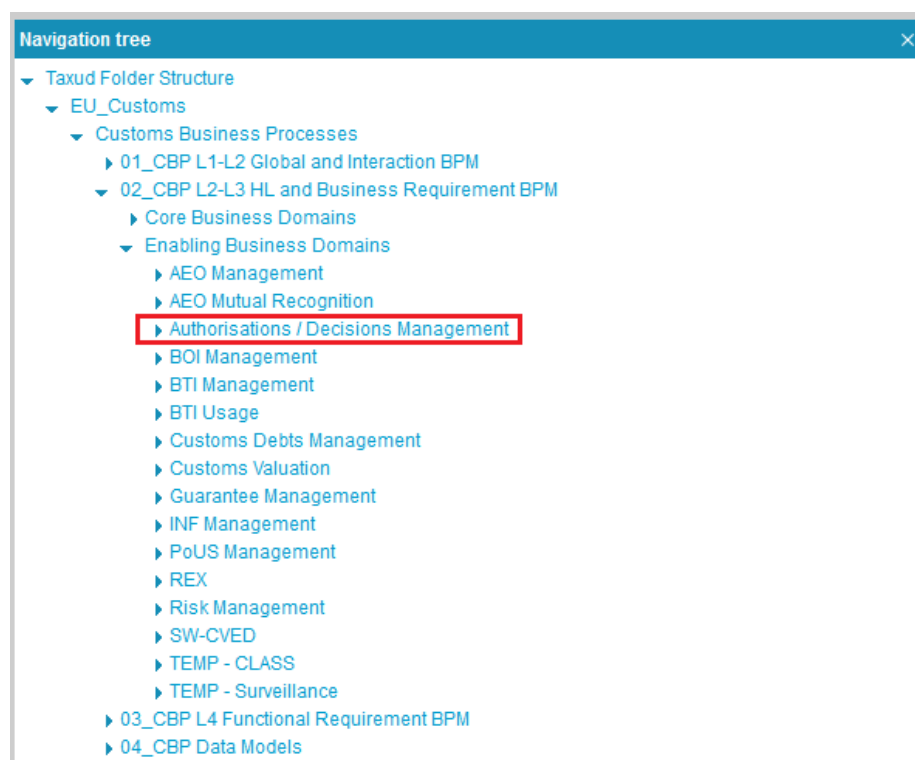 Navigation tree
Taxud Folder Structure
EU_Customs
Customs Business Processes
01_CBP L1-L2 Global and Interaction BPM
02_CBP L2-L3 HL and Business Requirement BPM
Core Business Domains
Enabling Business Domains
AEO Management
AEO Mutual Recognition
Authorisations / Decisions Management
BOI Management
BTI Management
BTI Usage
Customs Debts Management
Customs Valuation
Guarantee Management
INF Management
PoUS Management
REX
Risk Management
SW-CVED
TEMP - CLASS
TEMP - Surveillance
03_CBP L4 Functional Requirement BPM
04_CBP Data Models